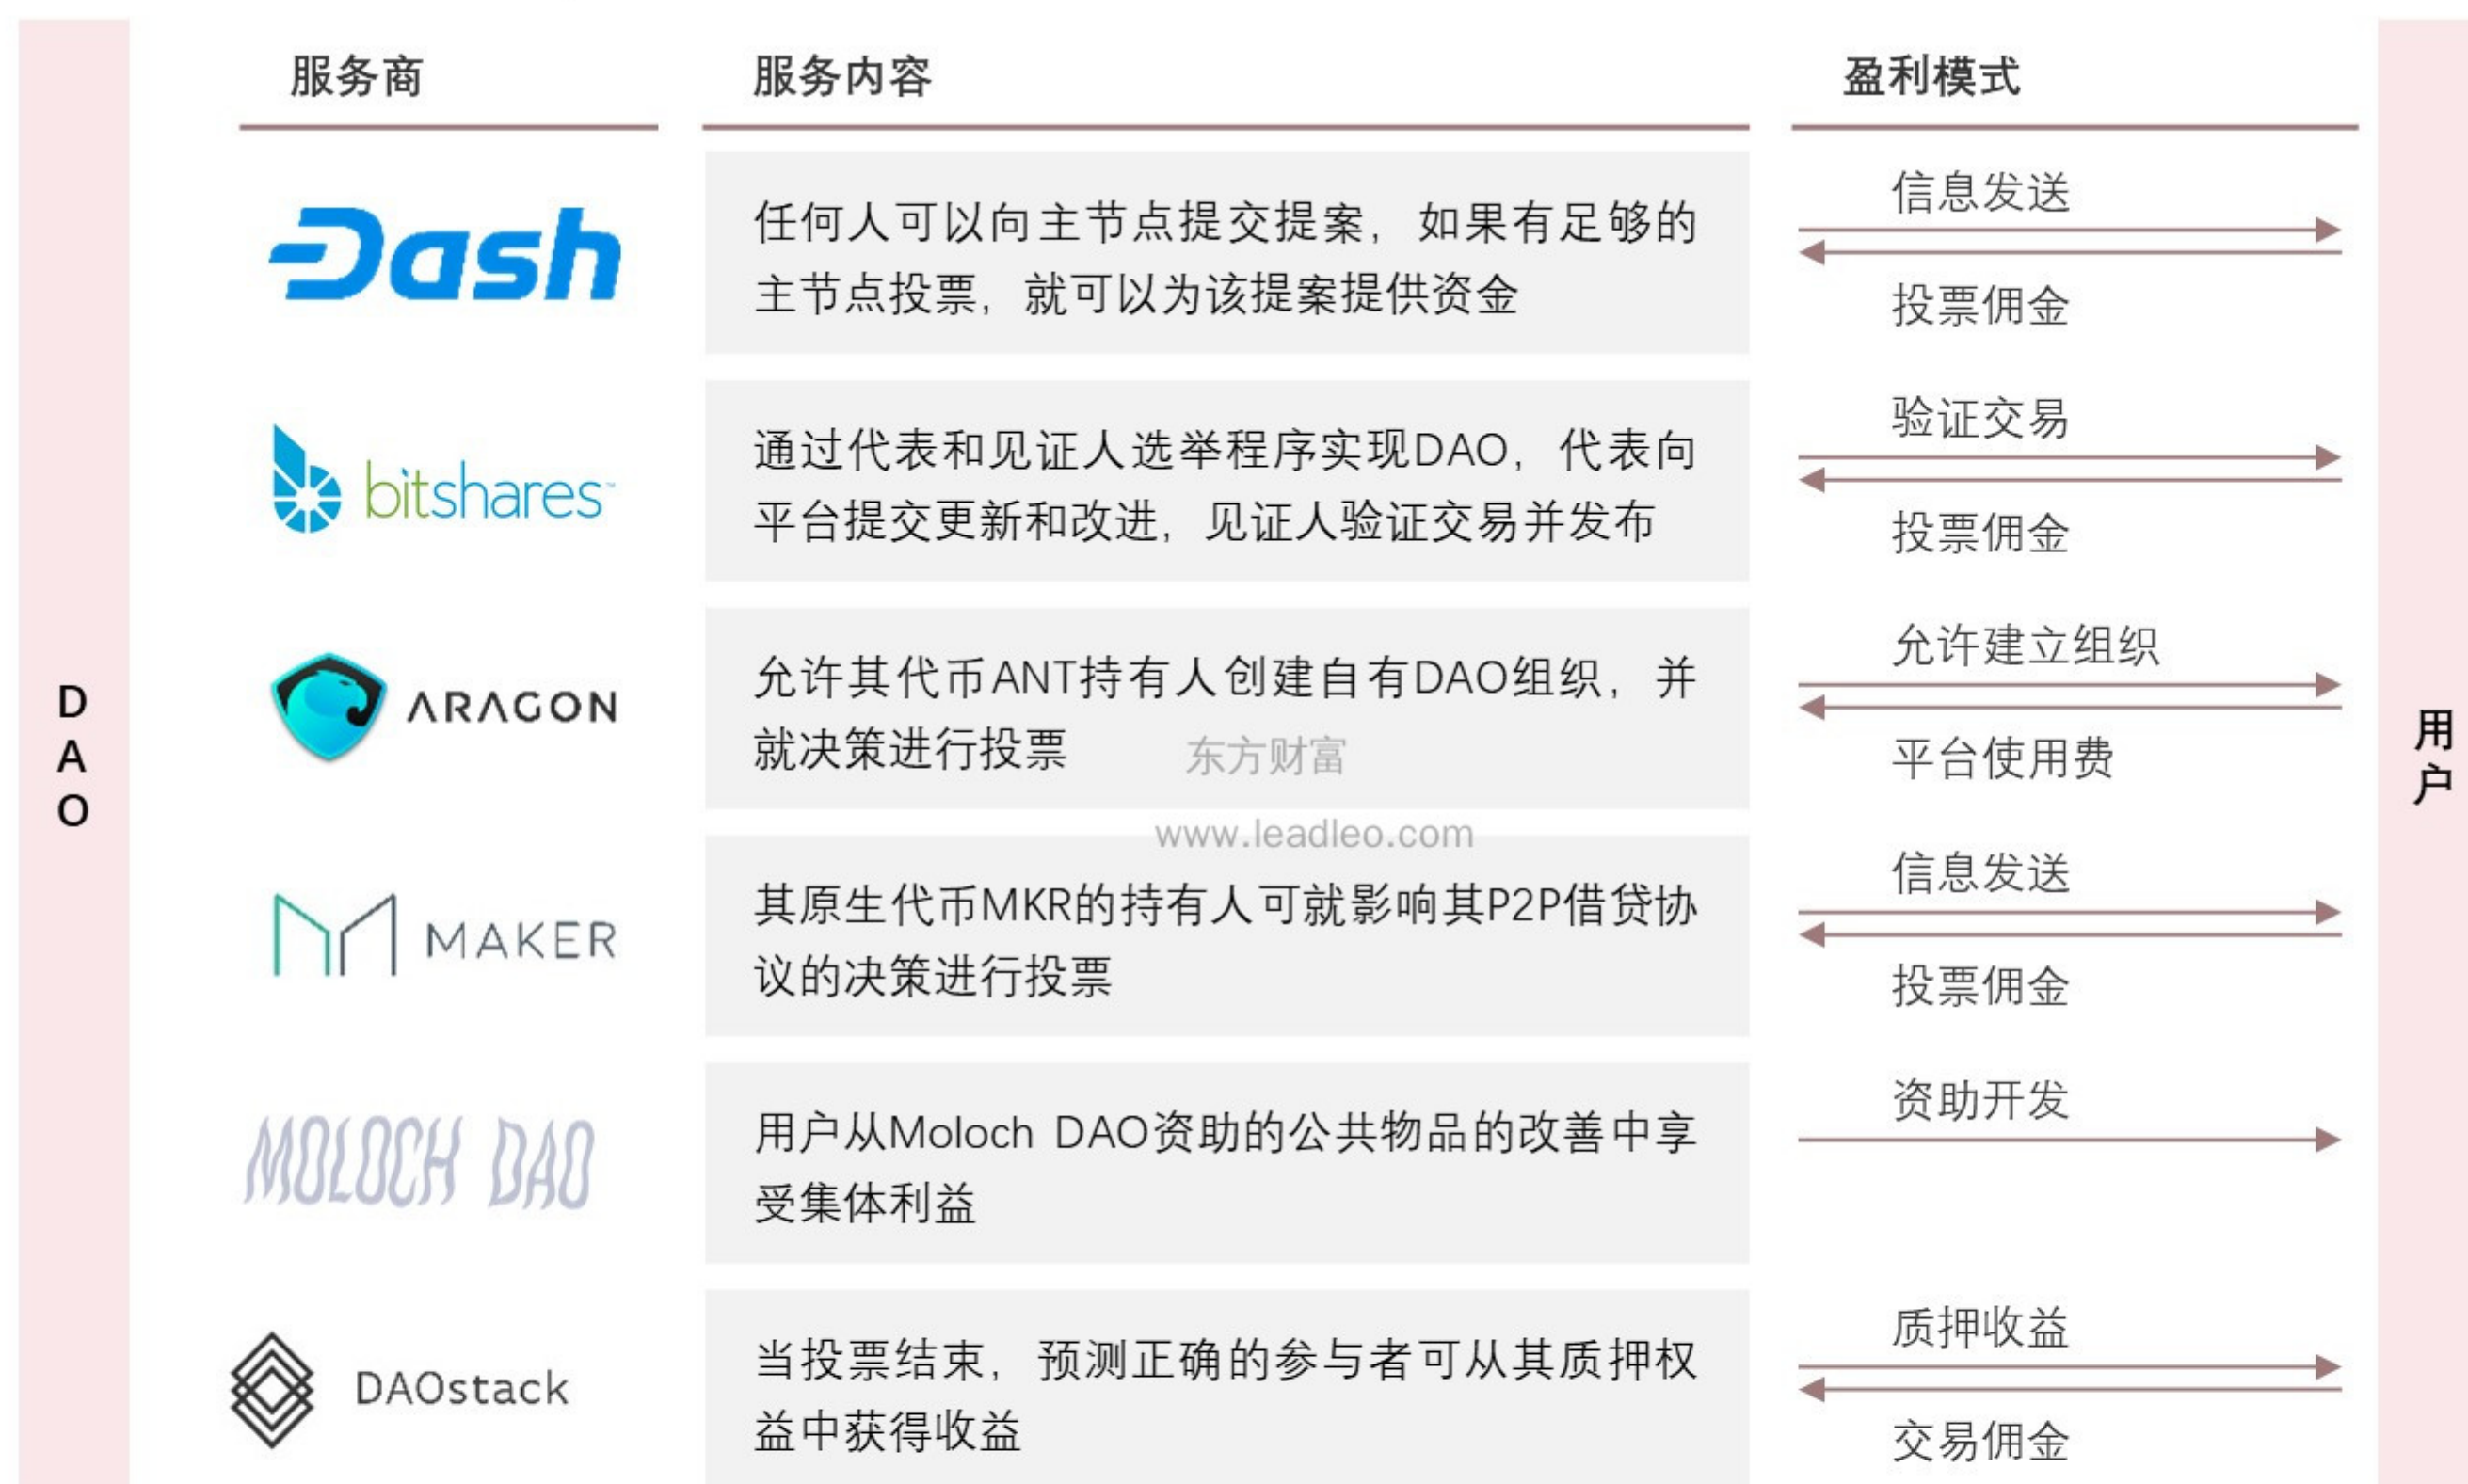 服务商
服务内容
盈利模式
DAO
Dash
任何人可以向主节点提交提案，如果有足够的
主节点投票，就可以为该提案提供资金
信息发送
投票佣金
bitshares™
通过代表和见证人选举程序实现DAO，代表向
平台提交更新和改进，见证人验证交易并发布
验证交易
投票佣金
ARAGON
允许其代币ANT持有人创建自有DAO组织，并
就决策进行投票
东方财富
www.leadleo.com
允许建立组织
平台使用费
MAKER
其原生代币MKR的持有人可就影响其P2P借贷协
议的决策进行投票
信息发送
投票佣金
MOLOCH DAO
用户从Moloch DAO资助的公共物品的改善中享
受集体利益
资助开发
DAOstack
当投票结束，预测正确的参与者可从其质押权
益中获得收益
质押收益
交易佣金
用户